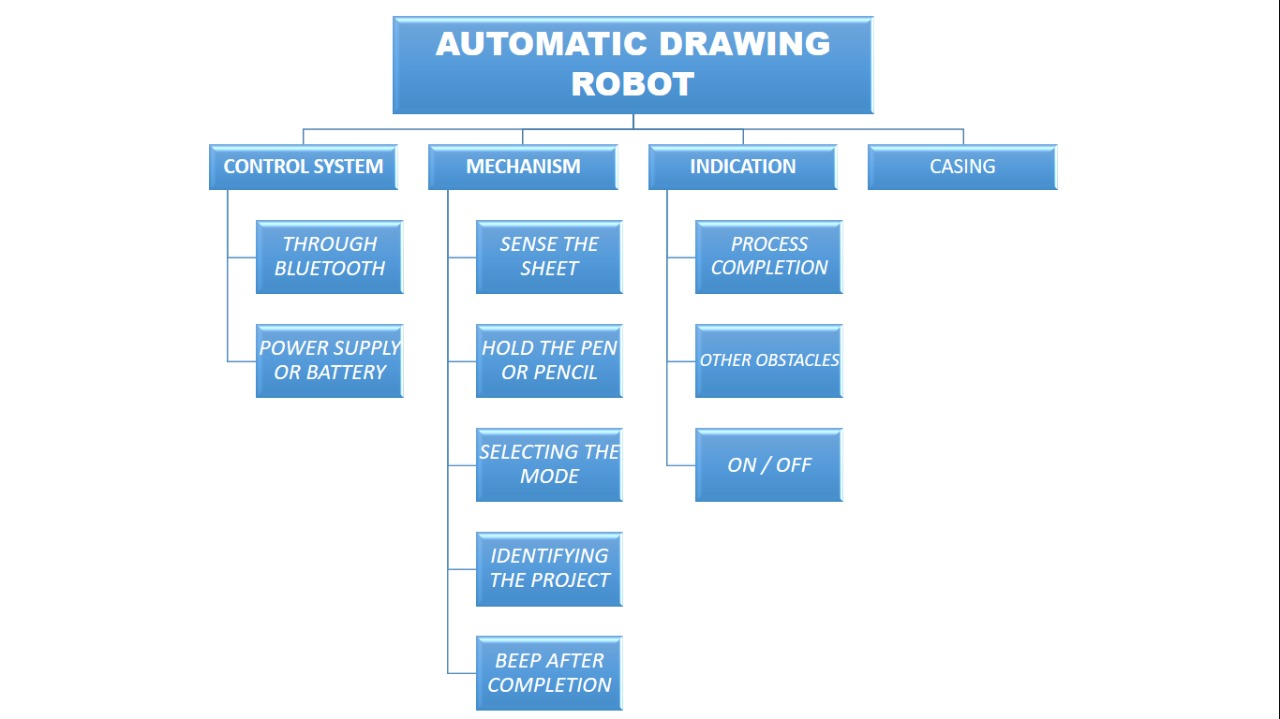 AUTOMATIC DRAWING
ROBOT
CONTROL SYSTEM
THROUGH
BLUETOOTH
POWER SUPPLY
OR BATTERY
MECHANISM
SENSE THE
SHEET
HOLD THE PEN
OR PENCIL
SELECTING THE
MODE
IDENTIFYING
THE PROJECT
BEEP AFTER
COMPLETION
INDICATION
PROCESS
COMPLETION
OTHER OBSTACLES
ON / OFF
CASING